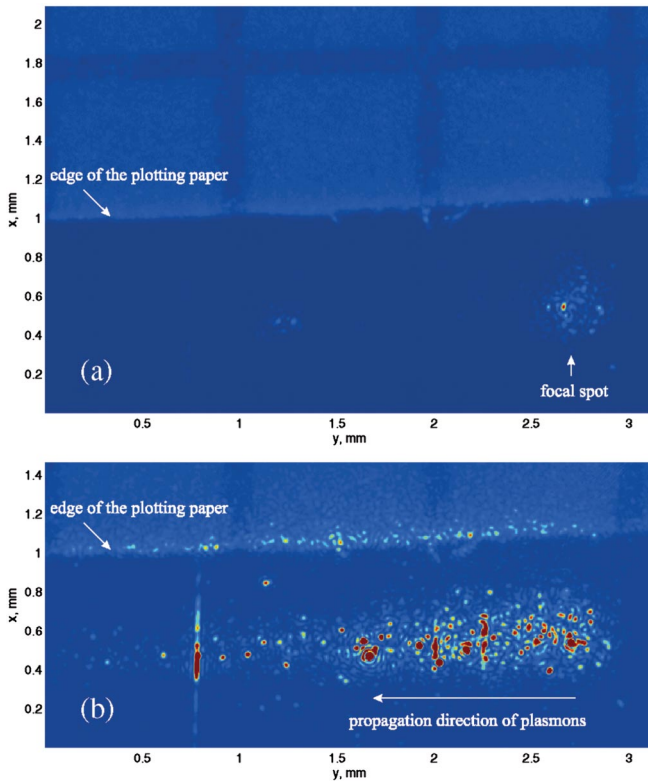 2
1.8
1.6
1.4
edge of the plotting paper
1.2
x, mm
1
0.8
0.6
0.4
(a)
0.2
focal spot
0.5
1
1.5
2
2.5
3
y, mm
1.4
edge of the plotting paper
1.2
1
x, mm
0.8
0.6
0.4
(b)
0.2
propagation direction of plasmons
0.5
1
1.5
2
2.5
3
y, mm